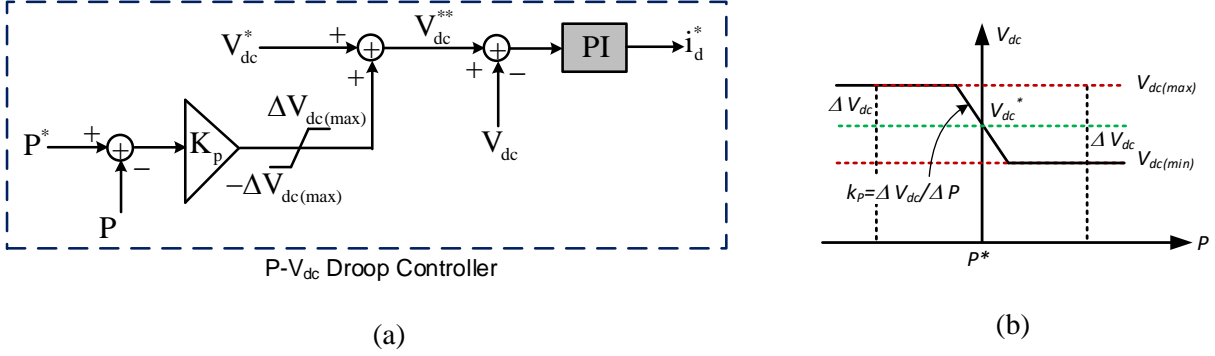 V*dc
+
+
+
V**dc
+
−
PI
i*d
ΔVdc(max)
Vdc
P*
+
−
Kp
−ΔVdc(max)
P
P-Vdc Droop Controller
(a)
Vdc
Vdc(max)
ΔVdc
Vdc*
ΔVdc
Vdc(min)
kP=ΔVdc/ΔP
P
P*
(b)